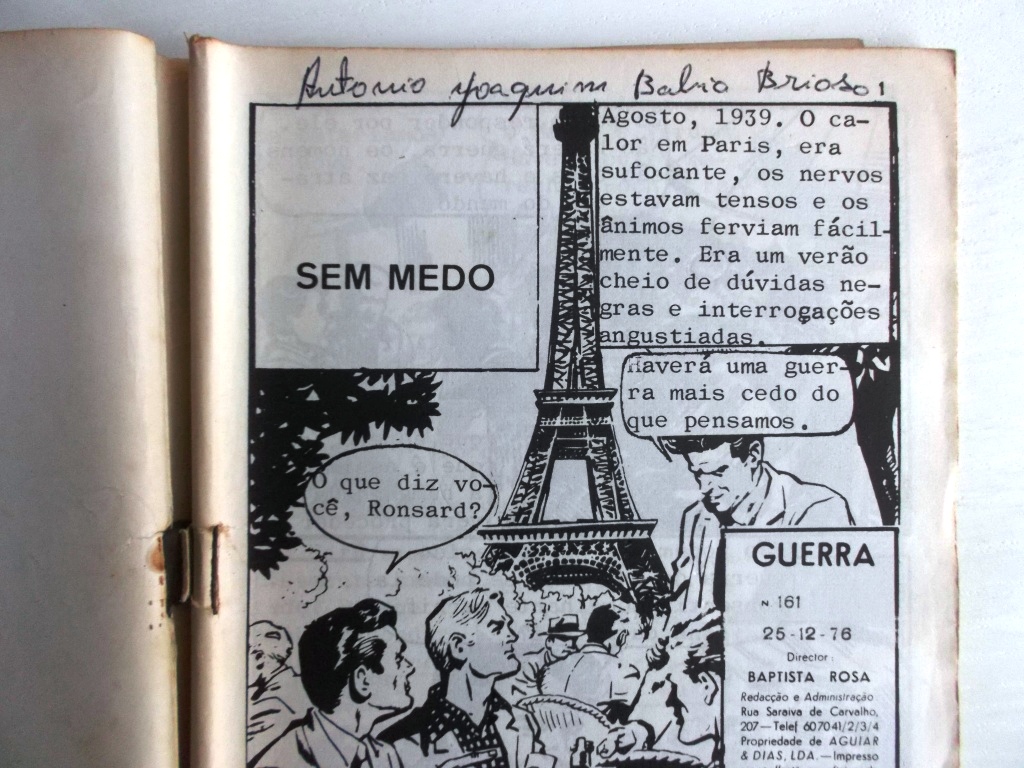 Antonio Joaquim Balio Brioso
SEM MEDO
Agosto, 1939. O ca-
lor em Paris, era
sufocante, os nervos
estavam tensos e os
ânimos ferviam fácil-
mente. Era um verão
cheio de dúvidas ne-
gras e interrogações
angustiadas.
Haverá uma guer-
ra mais cedo do
que pensamos.
O que diz vo-
cê, Ronsard?
GUERRA
N. 161
25-12-76
Director:
BAPTISTA ROSA
Redacção e Administração
Rua Saraiva de Carvalho,
207 — Telef 607041/2/3/4
Propriedade de AGUIAR
& DIAS, LDA. — Impresso